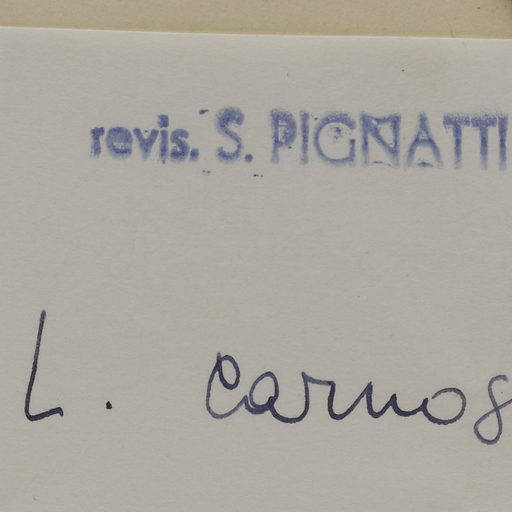 revis. S. PIGNATTI
L. carnos